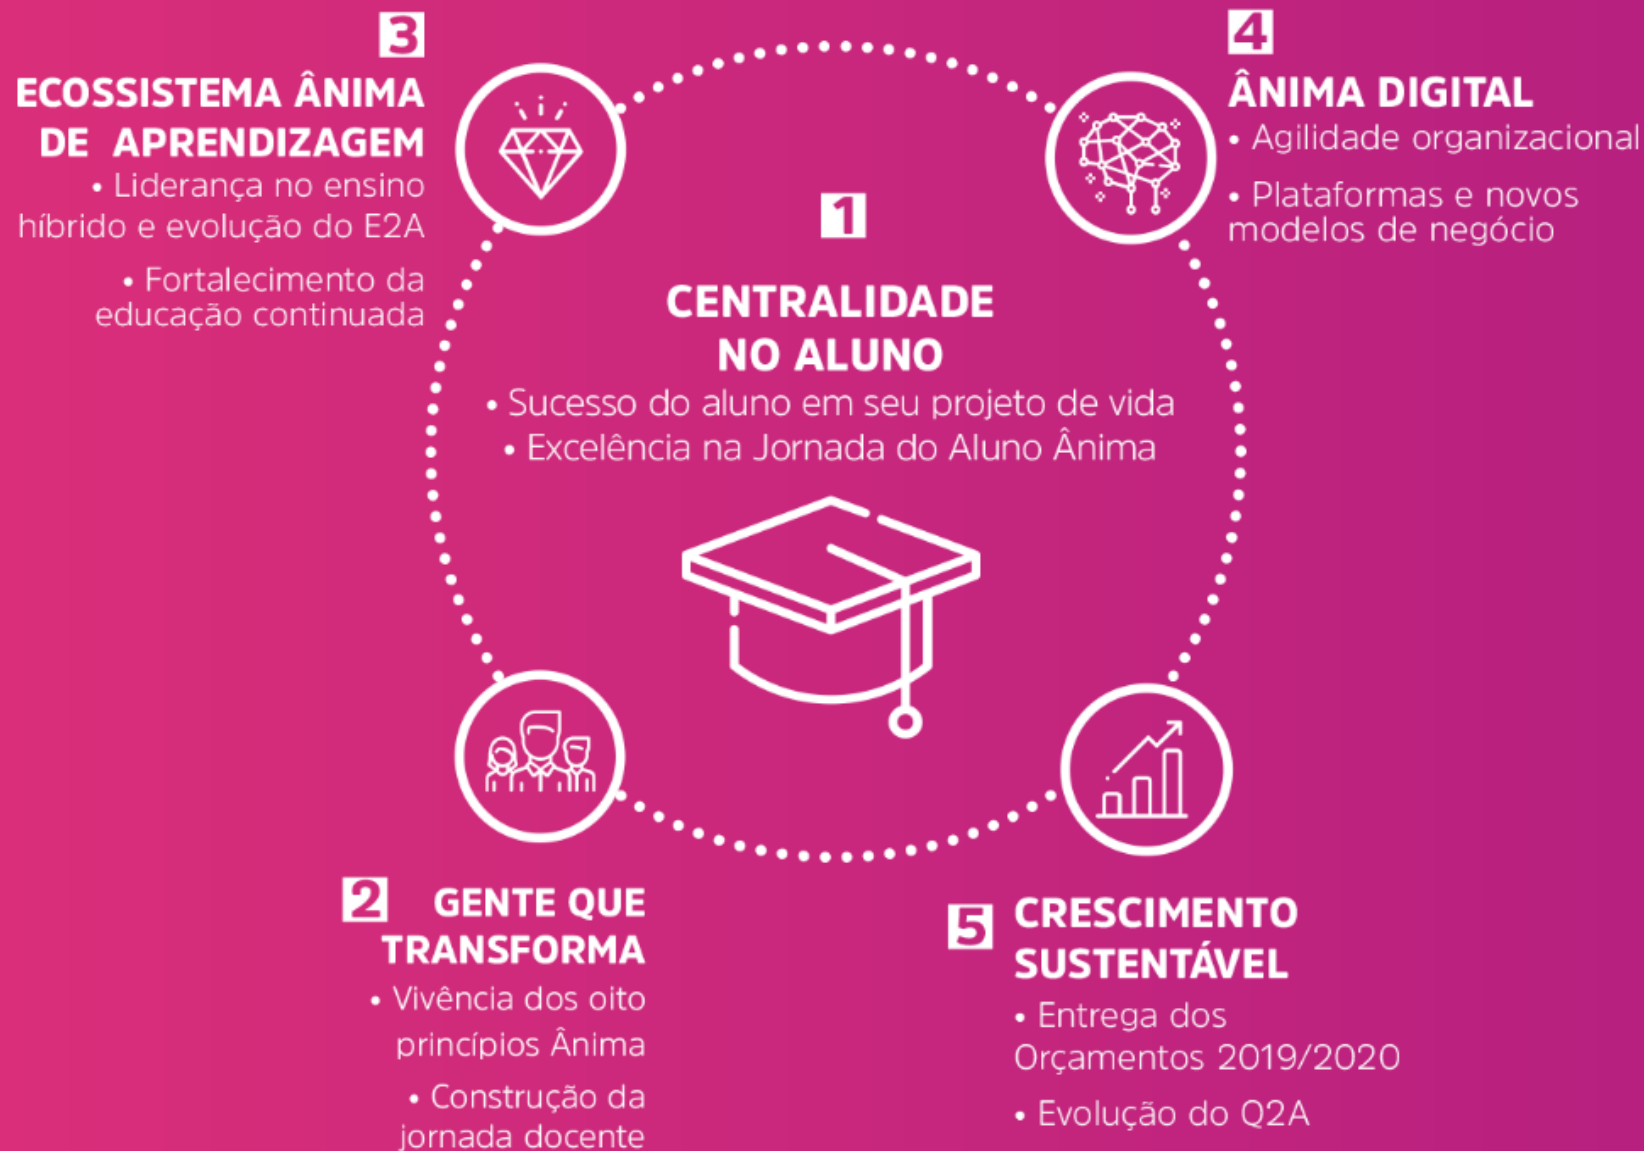 3
ECOSSISTEMA ÂNIMA
DE APRENDIZAGEM
• Liderança no ensino
híbrido e evolução do E2A
• Fortalecimento da
educação continuada
4
ÂNIMA DIGITAL
• Agilidade organizacional
• Plataformas e novos
modelos de negócio
1
CENTRALIDADE
NO ALUNO
• Sucesso do aluno em seu projeto de vida
• Excelência na Jornada do Aluno Ânima
2 GENTE QUE
TRANSFORMA
• Vivência dos oito
princípios Ânima
• Construção da
jornada docente
5 CRESCIMENTO
SUSTENTÁVEL
• Entrega dos
Orçamentos 2019/2020
• Evolução do Q2A